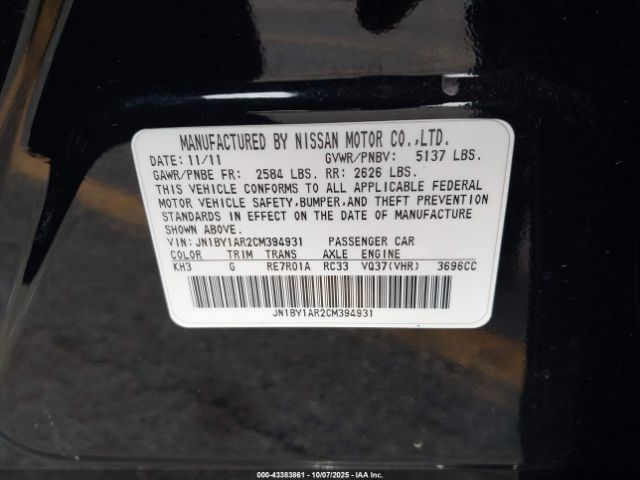 MANUFACTURED BY NISSAN MOTOR CO.,LTD.
DATE: 11/11 GVWR/PNBV: 5137 LBS.
GAWR/PNBE FR: 2584 LBS. RR: 2626 LBS.
THIS VEHICLE CONFORMS TO ALL APPLICABLE FEDERAL
MOTOR VEHICLE SAFETY, BUMPER, AND THEFT PREVENTION
STANDARDS IN EFFECT ON THE DATE OF MANUFACTURE
SHOWN ABOVE.
VIN: JN1BY1AR2CM394931 PASSENGER CAR
COLOR TRIM TRANS AXLE ENGINE
KH3 G RE7R01A RC33 VQ37(VHR) 3696CC
JN1BY1AR2CM394931
000-43383861 - 10/07/2025 - IAA Inc.